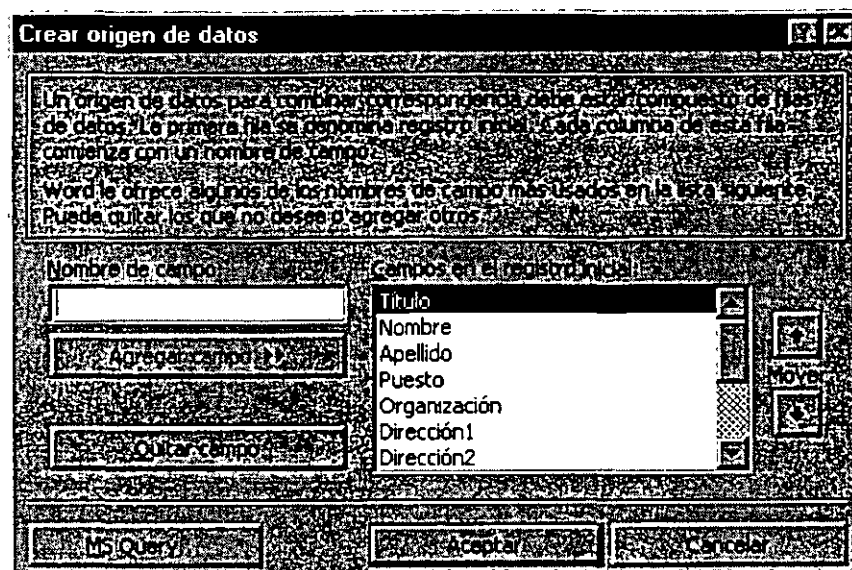 Crear origen de datos
Un origen de datos para combinar correspondencia debe estar compuesto de filas
de datos. La primera fila se denomina registro inicial. Cada columna de esta fila
comienza con un nombre de campo.
Word le ofrece algunos de los nombres de campo más usados en la lista siguiente.
Puede quitar los que no desee o agregar otros.
Nombre de campo:
Campos en el registro inicial:
Agregar campo
Quitar campo
Título
Nombre
Apellido
Puesto
Organización
Dirección1
Dirección2
Mover
MS Query
Aceptar
Cancelar